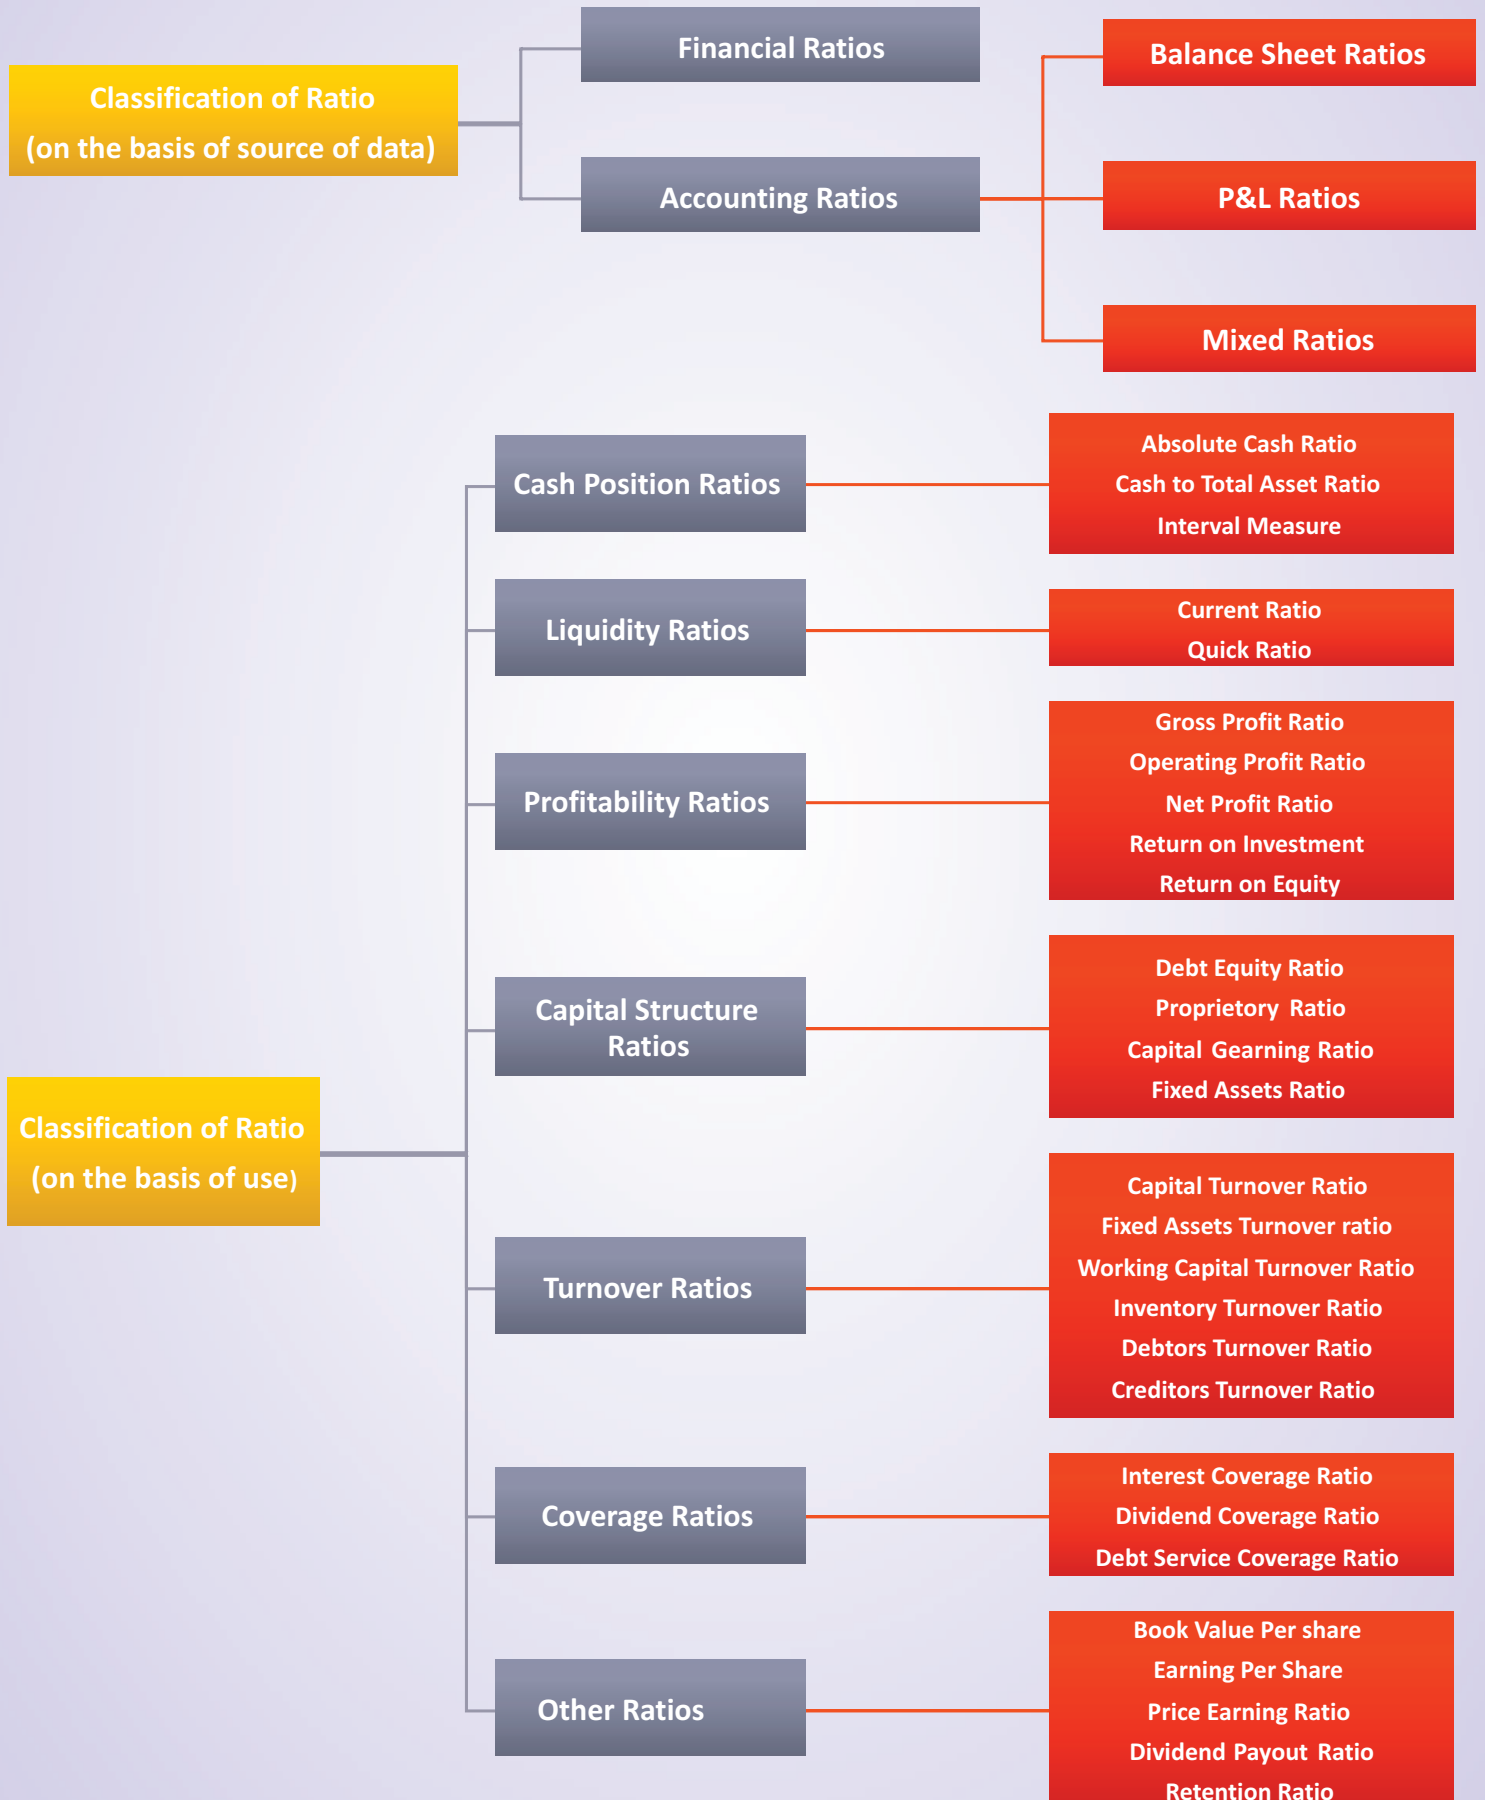 Classification of Ratio
(on the basis of source of data)
Financial Ratios
Accounting Ratios
Balance Sheet Ratios
P&L Ratios
Mixed Ratios
Classification of Ratio
(on the basis of use)
Cash Position Ratios
Absolute Cash Ratio
Cash to Total Asset Ratio
Interval Measure
Liquidity Ratios
Current Ratio
Quick Ratio
Profitability Ratios
Gross Profit Ratio
Operating Profit Ratio
Net Profit Ratio
Return on Investment
Return on Equity
Capital Structure
Ratios
Debt Equity Ratio
Proprietory Ratio
Capital Gearning Ratio
Fixed Assets Ratio
Turnover Ratios
Capital Turnover Ratio
Fixed Assets Turnover ratio
Working Capital Turnover Ratio
Inventory Turnover Ratio
Debtors Turnover Ratio
Creditors Turnover Ratio
Coverage Ratios
Interest Coverage Ratio
Dividend Coverage Ratio
Debt Service Coverage Ratio
Other Ratios
Book Value Per share
Earning Per Share
Price Earning Ratio
Dividend Payout Ratio
Retention Ratio